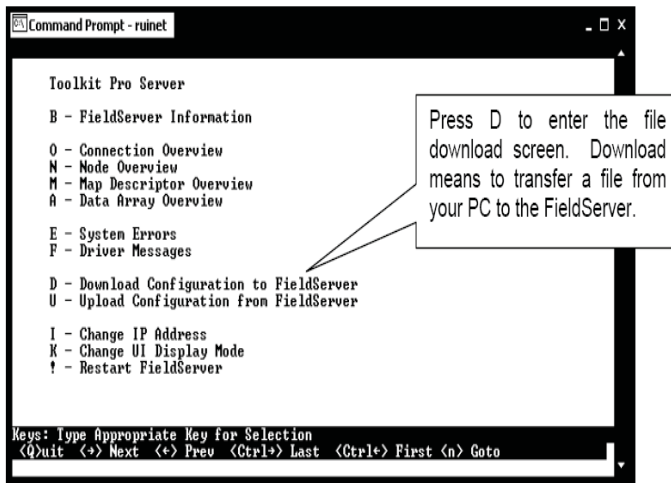 Command Prompt - ruinet
Toolkit Pro Server
B - FieldServer Information
O - Connection Overview
N - Node Overview
M - Map Descriptor Overview
A - Data Array Overview
E - System Errors
F - Driver Messages
D - Download Configuration to FieldServer
U - Upload Configuration from FieldServer
I - Change IP Address
K - Change UI Display Mode
! - Restart FieldServer
Keys: Type Appropriate Key for Selection
<Q>uit <→> Next <←> Prev <Ctrl→> Last <Ctrl←> First <n> Goto
Press D to enter the file
download screen. Download
means to transfer a file from
your PC to the FieldServer.